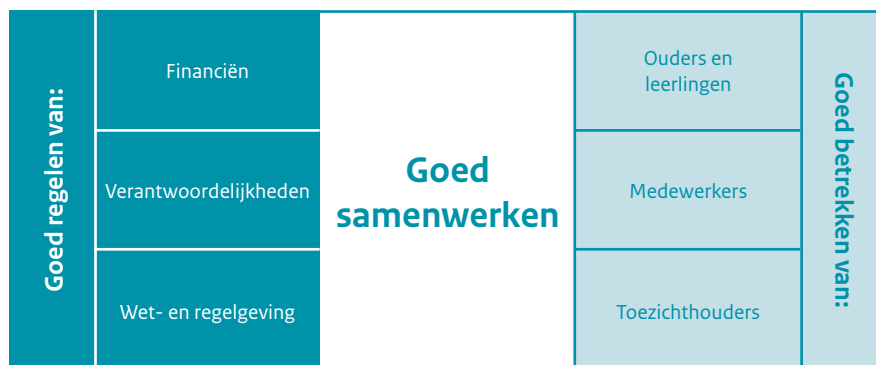 Goed regelen van:
Financiën
Verantwoordelijkheden
Wet- en regelgeving
Goed
samenwerken
Ouders en
leerlingen
Medewerkers
Toezichthouders
Goed betrekken van: